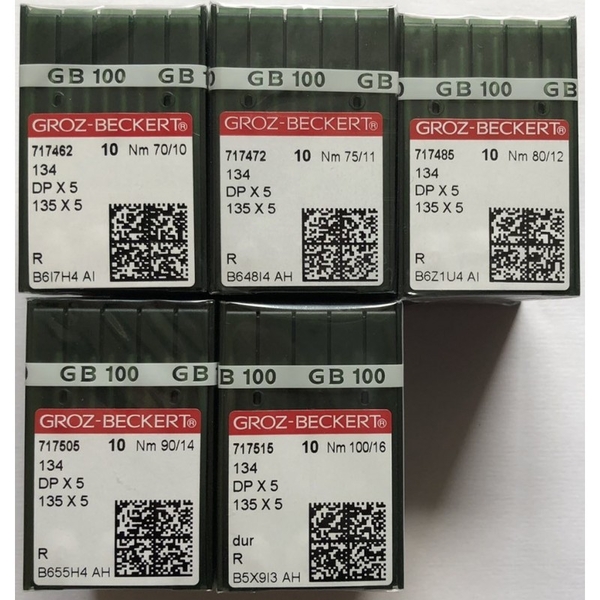 GB 100 GB
GROZ-BECKERT®
717462 10 Nm 70/10
134
DP X 5
135 X 5
R
B6I7H4 AI
GB 100 GB
GROZ-BECKERT®
717472 10 Nm 75/11
134
DP X 5
135 X 5
R
B648I4 AH
GB 100 GB
GROZ-BECKERT®
717485 10 Nm 80/12
134
DP X 5
135 X 5
R
B6Z1U4 AI
GB 100 GB
GROZ-BECKERT®
717505 10 Nm 90/14
134
DP X 5
135 X 5
R
B655H4 AH
GB 100 GB 100
GROZ-BECKERT®
717515 10 Nm 100/16
134
DP X 5
135 X 5
dur
R
B5X9I3 AH